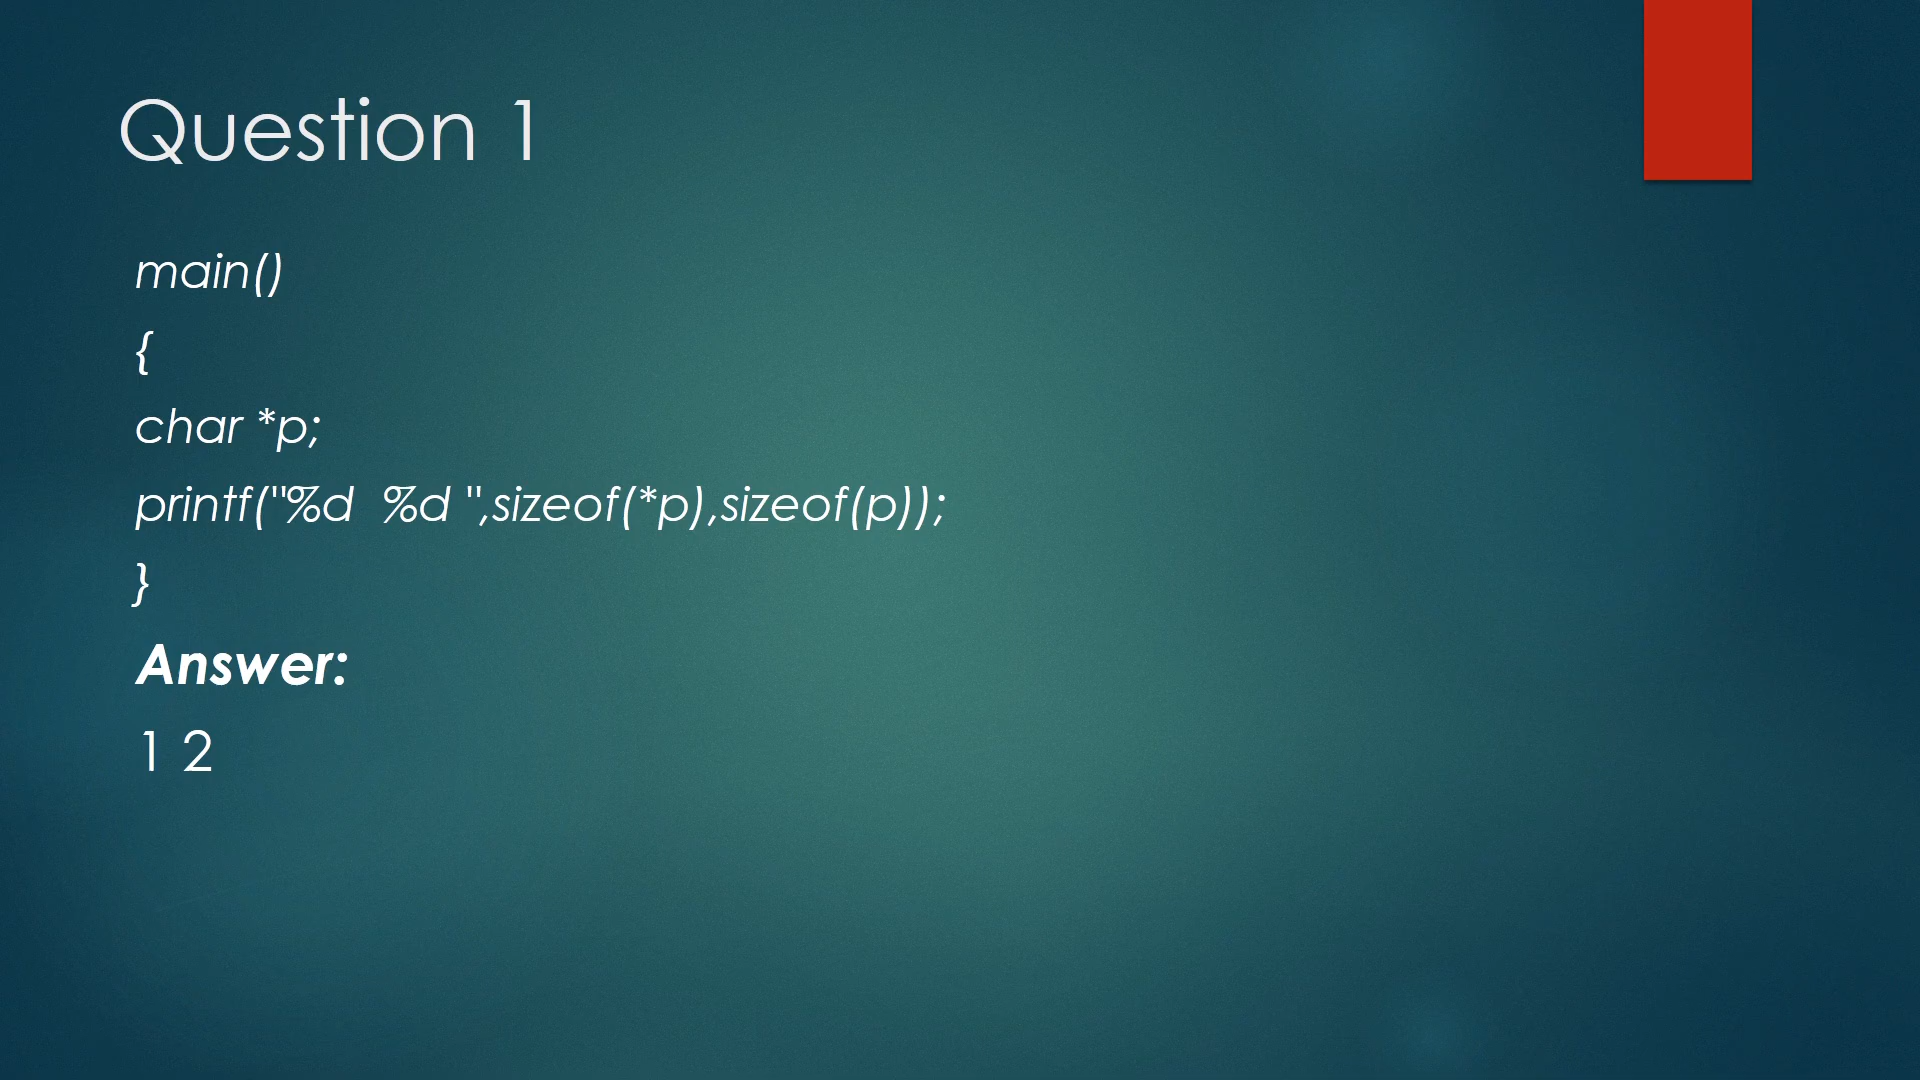 Question 1
main()
{
char *p;
printf("%d  %d ",sizeof(*p),sizeof(p));
}
Answer:
1 2